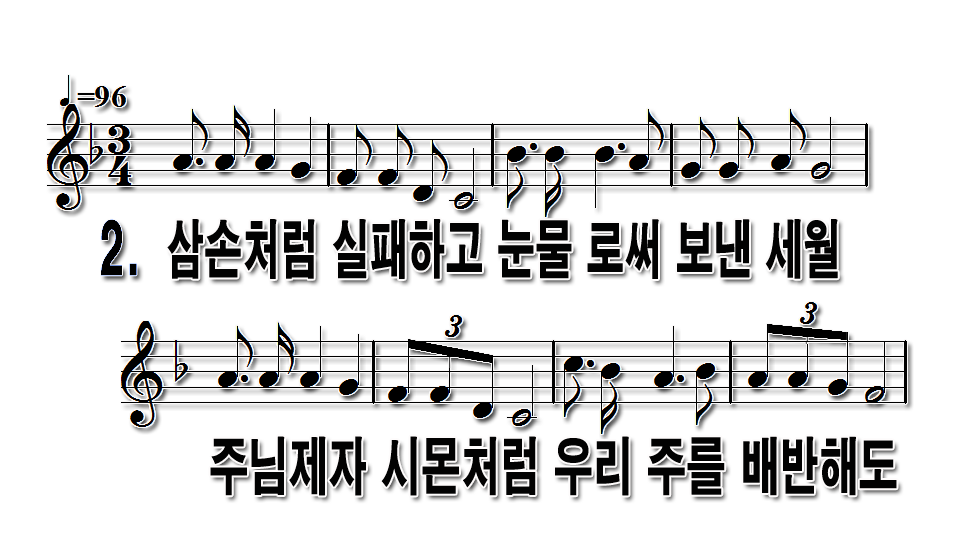 ♩=96
3
4
2. 삼손처럼 실패하고 눈물 로써 보낸 세월
3 3
주님제자 시몬처럼 우리 주를 배반해도